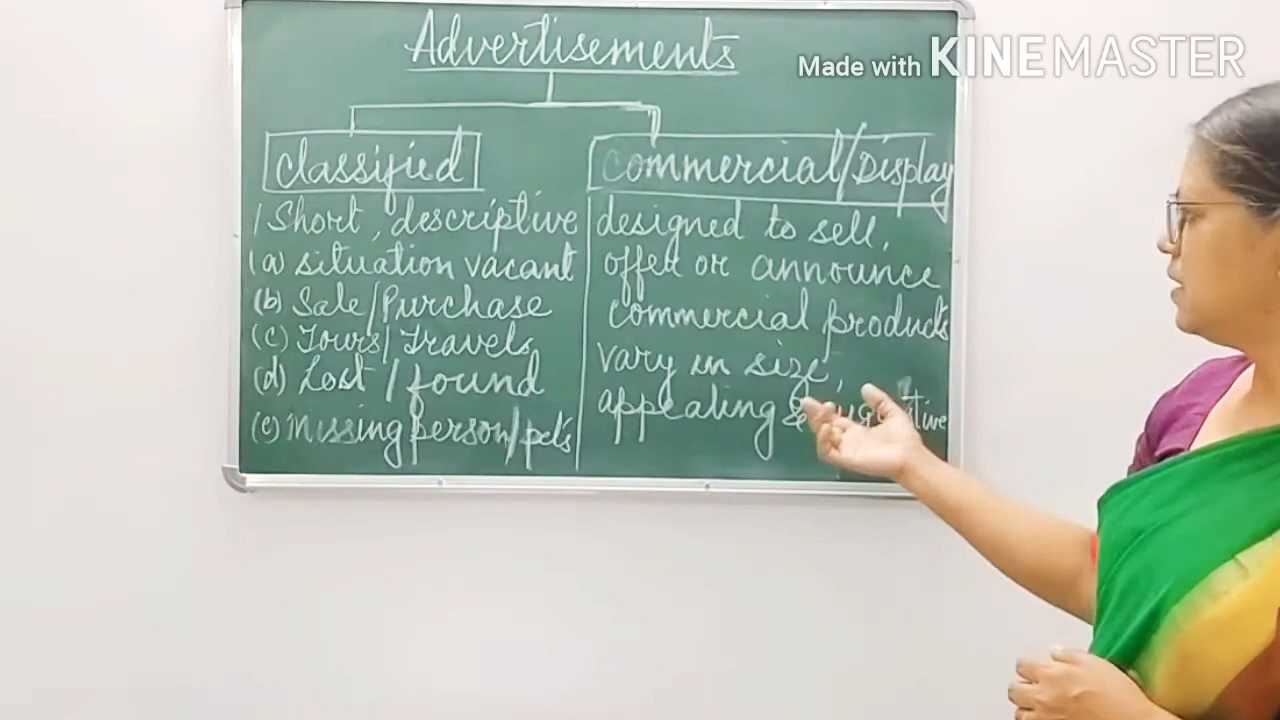 Advertisements
Made with KINEMASTER
Classified
Short, descriptive
(a) situation vacant
(b) Sale/Purchase
(c) Tours/Travels
(d) Lost/found
(e) Missing person/pets
Commercial/Display
designed to sell,
offer or announce
commercial products
vary in size,
appealing &